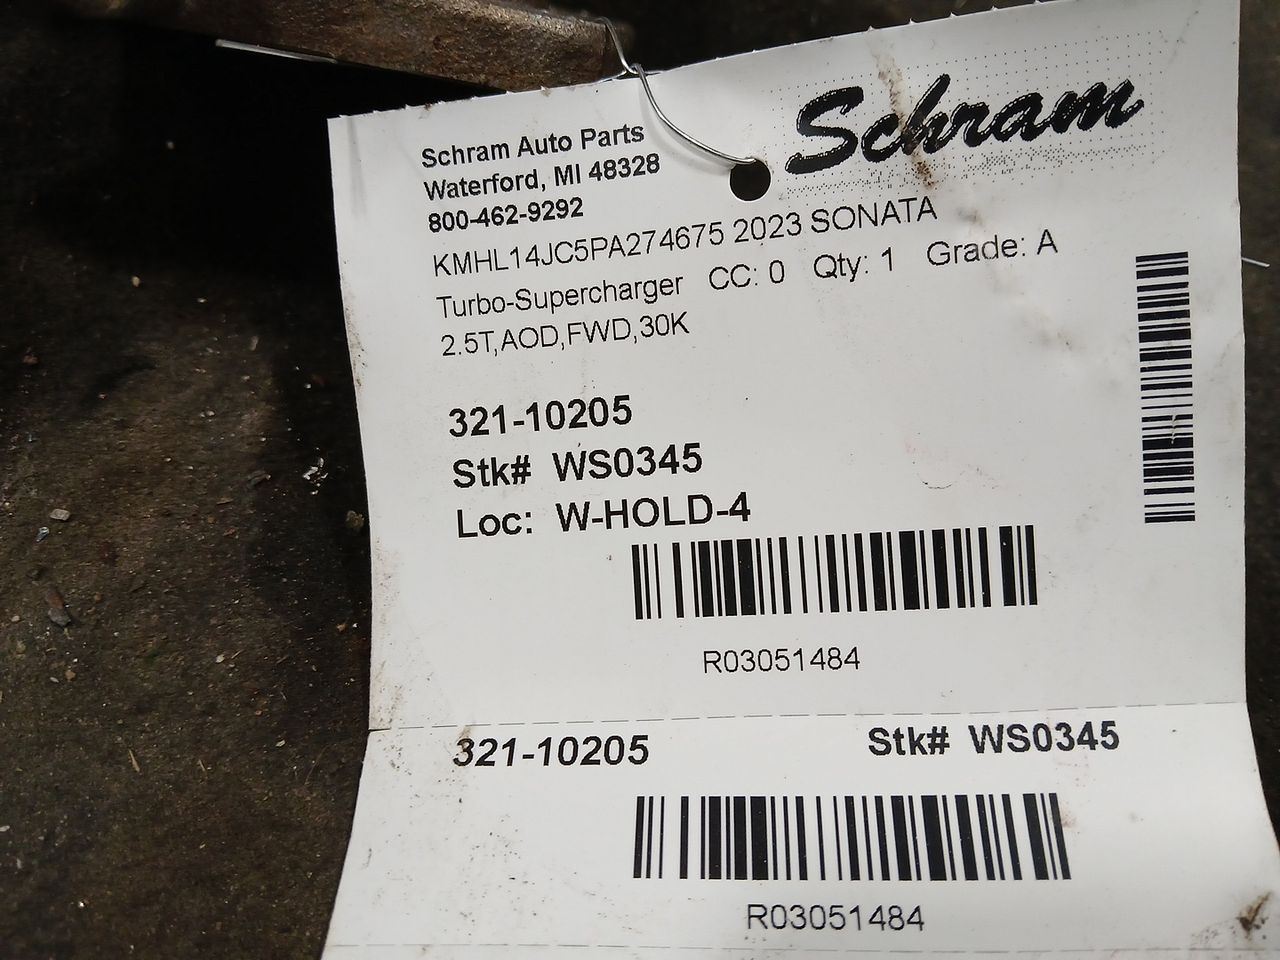 Schram
Schram Auto Parts
Waterford, MI 48328
800-462-9292
KMHL14JC5PA274675 2023 SONATA
Turbo-Supercharger CC: 0 Qty: 1 Grade: A
2.5T,AOD,FWD,30K
321-10205
Stk# WS0345
Loc: W-HOLD-4
R03051484
321-10205 Stk# WS0345
R03051484